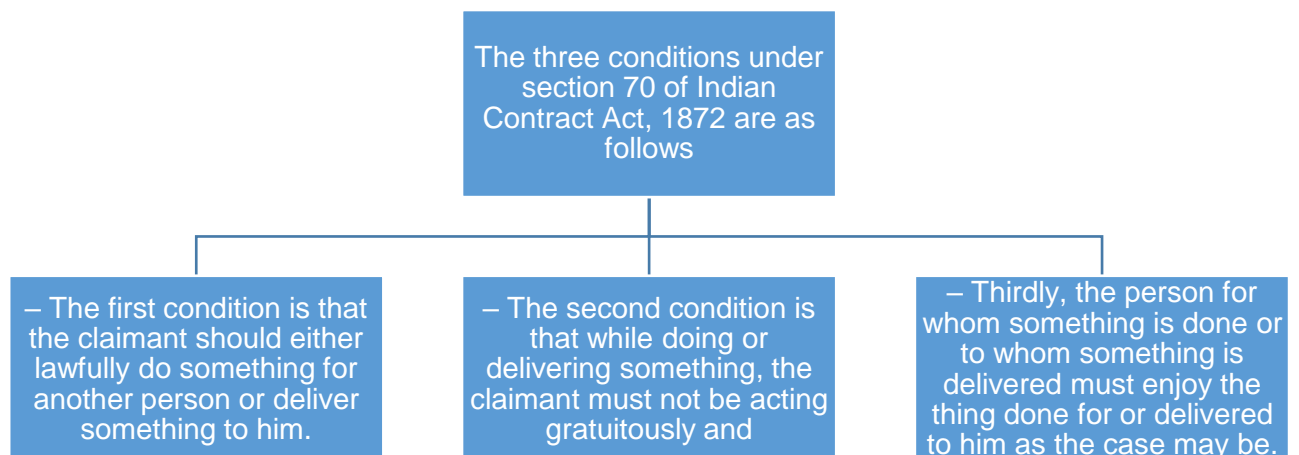 The three conditions under
section 70 of Indian
Contract Act, 1872 are as
follows
– The first condition is that
the claimant should either
lawfully do something for
another person or deliver
something to him.
– The second condition is
that while doing or
delivering something, the
claimant must not be acting
gratuitously and
– Thirdly, the person for
whom something is done or
to whom something is
delivered must enjoy the
thing done for or delivered
to him as the case may be.